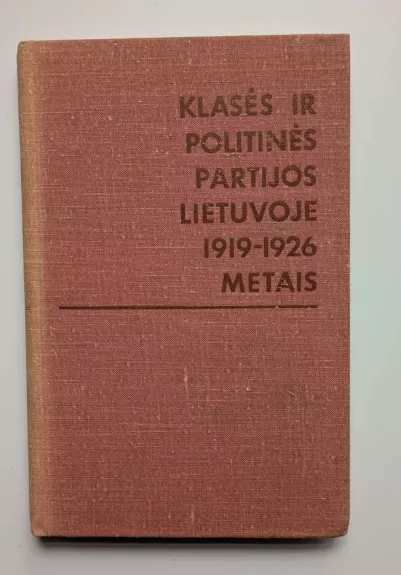 KLASĖS IR
POLITINĖS
PARTIJOS
LIETUVOJE
1919-1926
METAIS